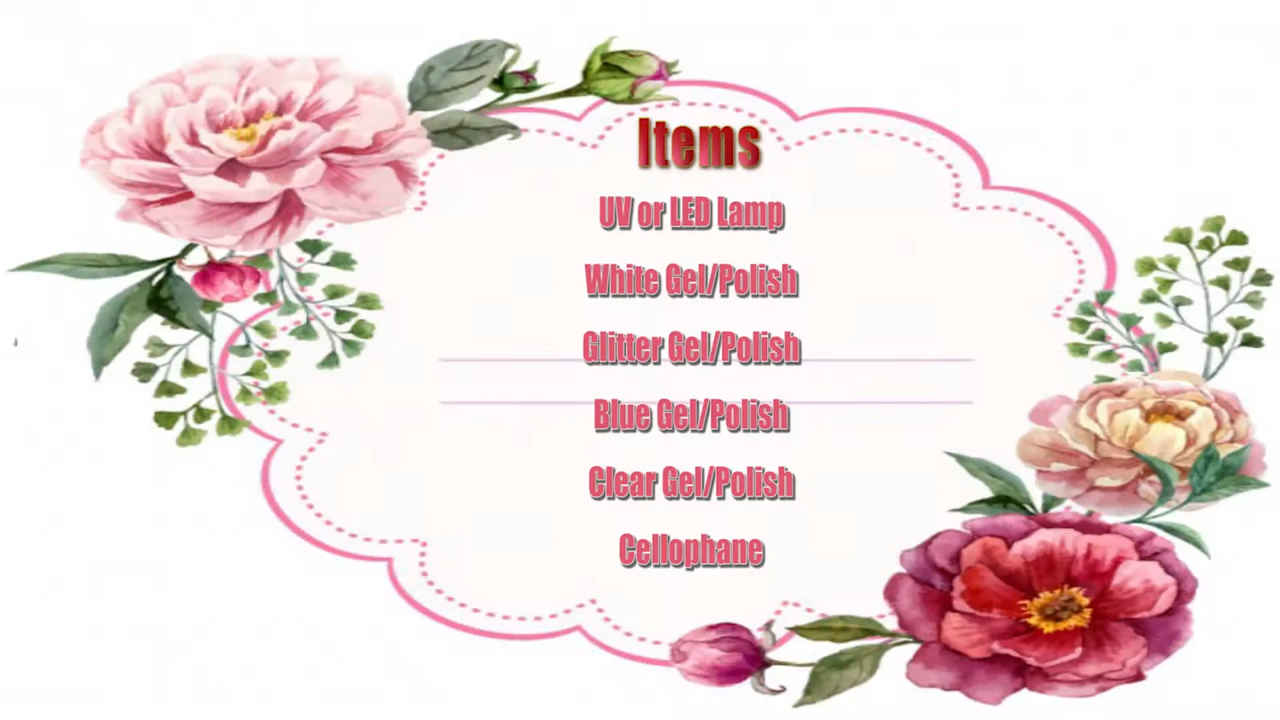 Items
UV or LED Lamp
White Gel/Polish
Glitter Gel/Polish
Blue Gel/Polish
Clear Gel/Polish
Cellophane